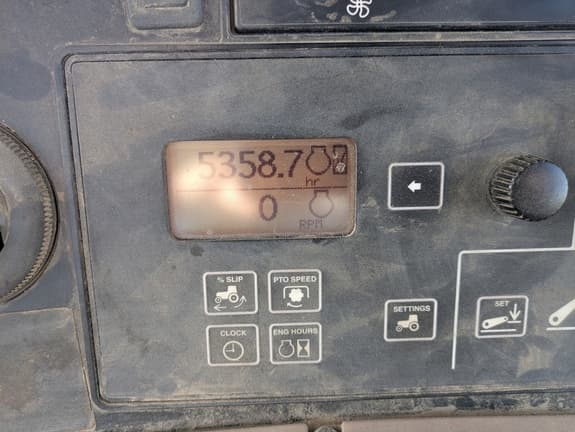 5358.7
hr
0
RPM
% SLIP
PTO SPEED
CLOCK
ENG HOURS
SETTINGS
SET